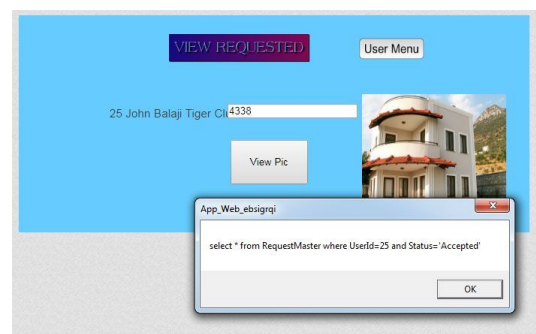 VIEW REQUESTED
User Menu
25 John Balaji Tiger Cl
4338
View Pic
App_Web_ebsigrqi
select * from RequestMaster where UserId=25 and Status='Accepted'
OK